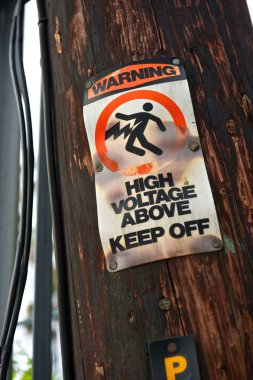 WARNING
HIGH
VOLTAGE
ABOVE
KEEP OFF
P